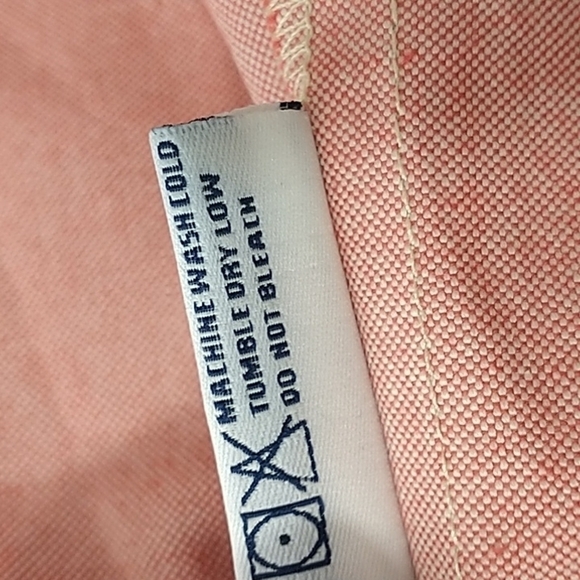 MACHINE WASH COLD
TUMBLE DRY LOW
DO NOT BLEACH